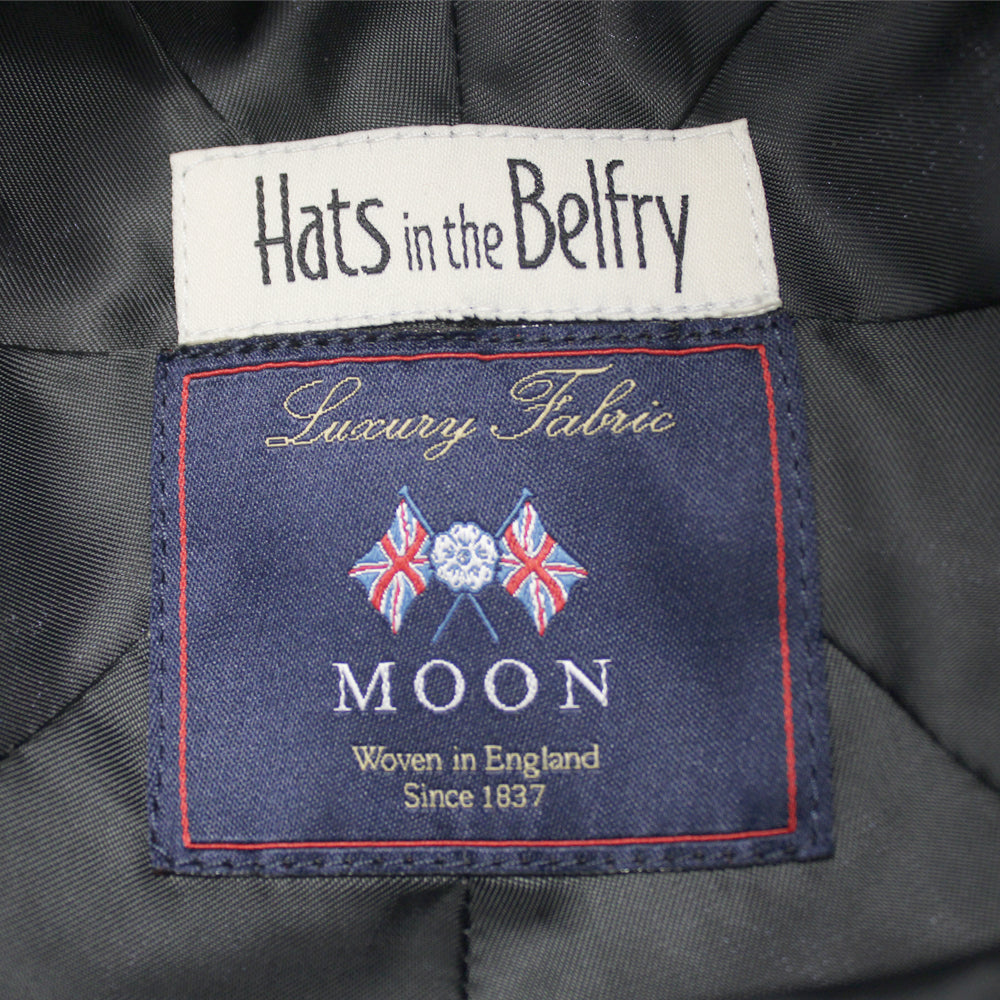 Hats in the Belfry
Luxury Fabric
MOON
Woven in England
Since 1837